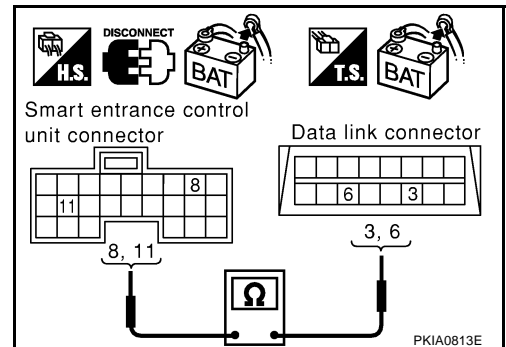 DISCONNECT
H.S.
BAT
T.S.
BAT
Smart entrance control
unit connector
Data link connector
8
11
6 3
8, 11
3, 6
Ω
PKIA0813E